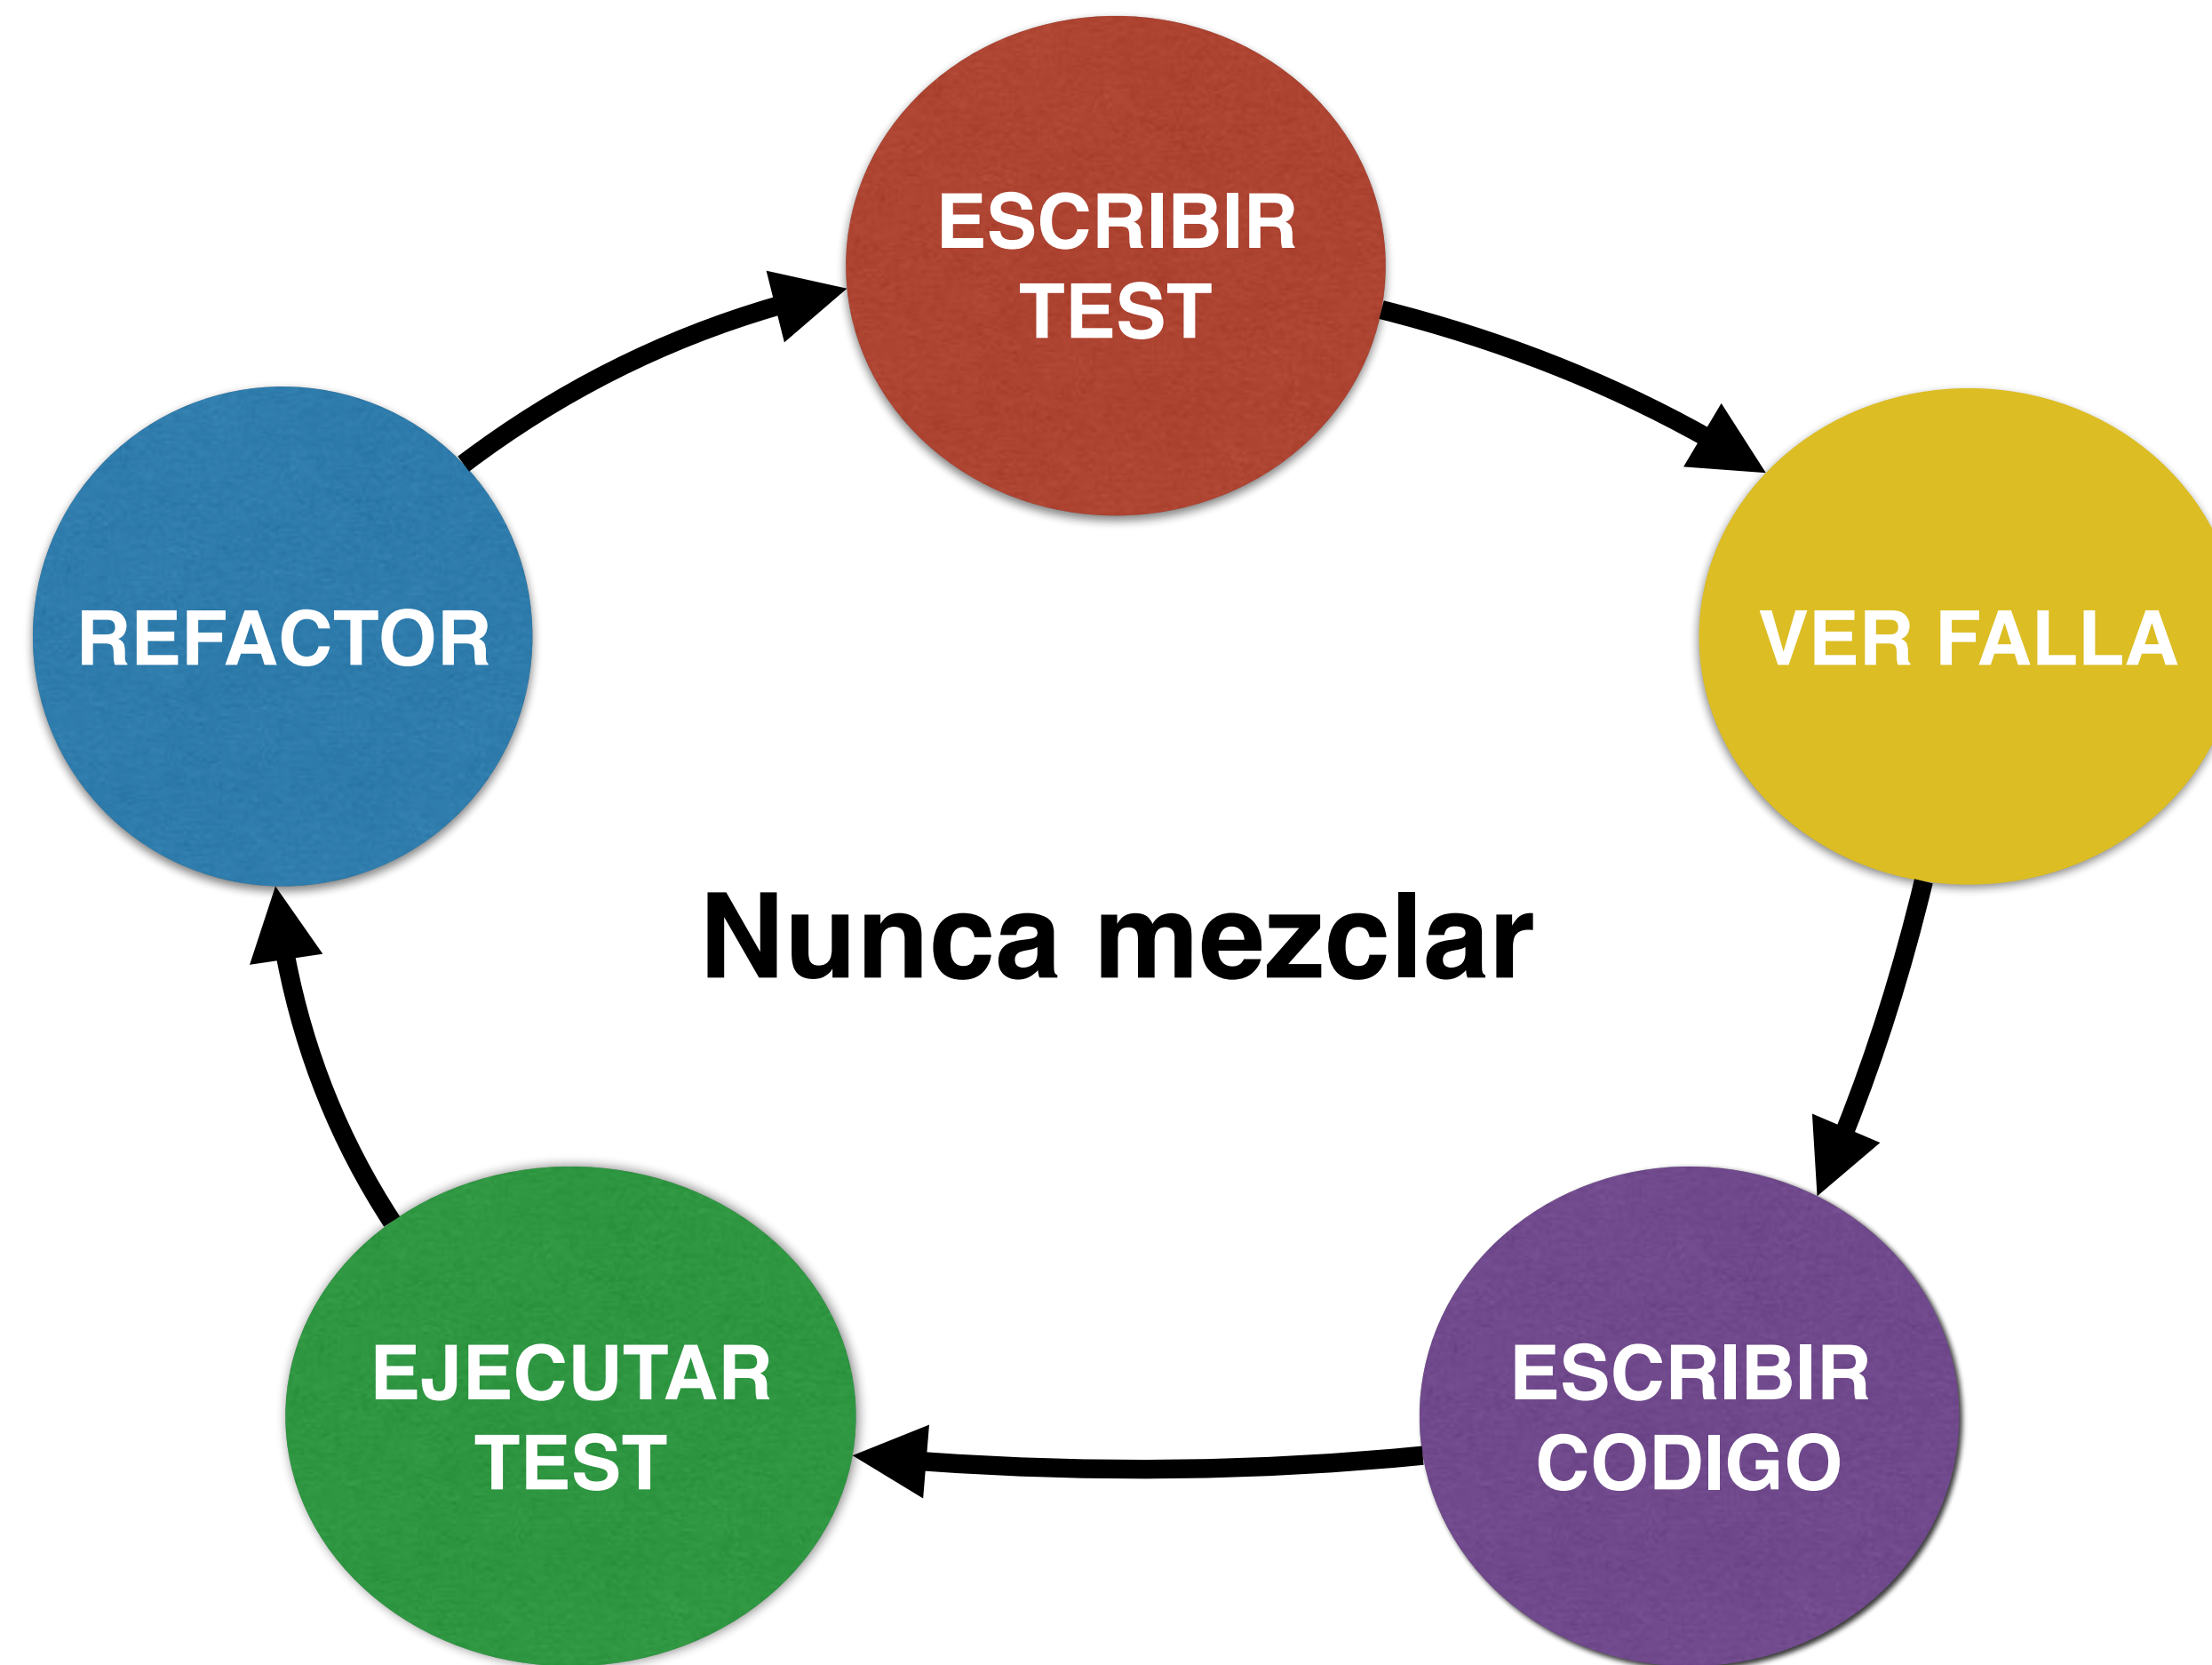 ESCRIBIR
TEST
VER FALLA
REFACTOR
Nunca mezclar
EJECUTAR
TEST
ESCRIBIR
CODIGO